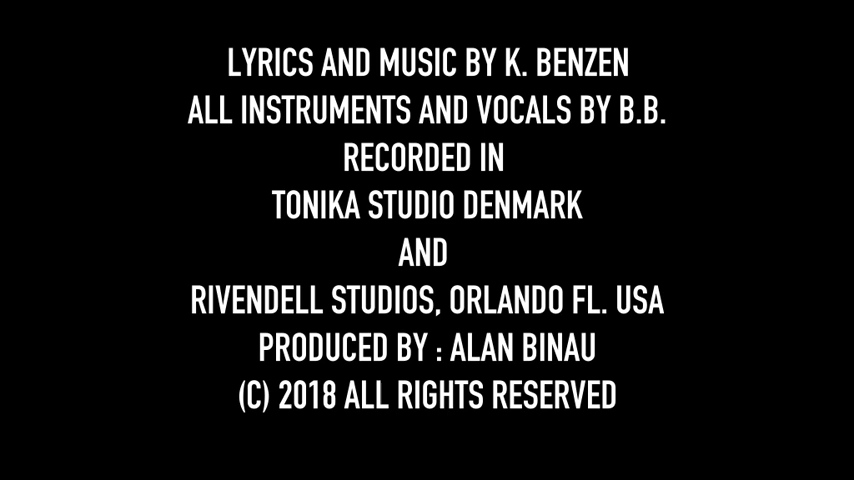 LYRICS AND MUSIC BY K. BENZEN
ALL INSTRUMENTS AND VOCALS BY B.B.
RECORDED IN
TONIKA STUDIO DENMARK
AND
RIVENDELL STUDIOS, ORLANDO FL. USA
PRODUCED BY : ALAN BINAU
(C) 2018 ALL RIGHTS RESERVED